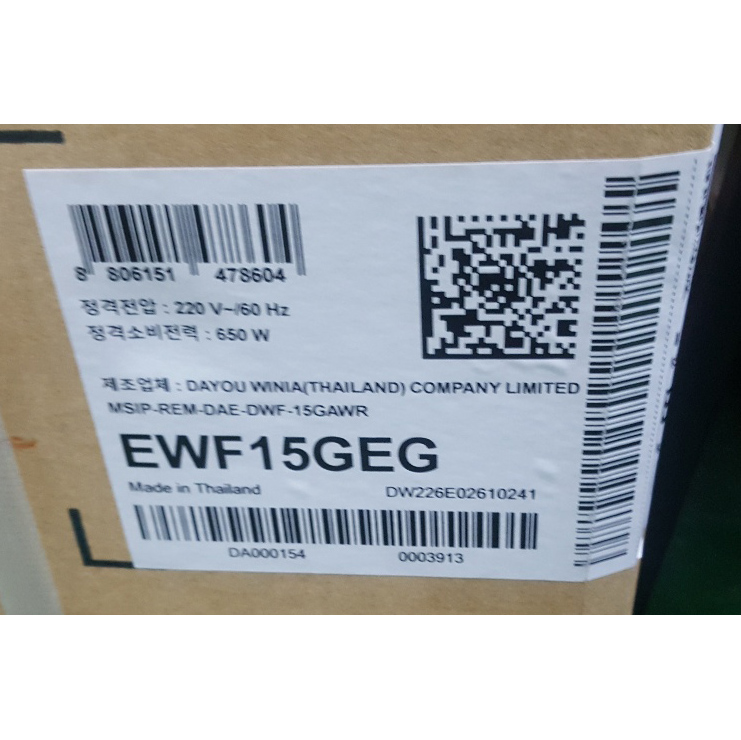 8 806151 478604
정격전압 : 220 V~/60 Hz
정격소비전력 : 650 W
제조업체 : DAYOU WINIA(THAILAND) COMPANY LIMITED
MSIP-REM-DAE-DWF-15GAWR
EWF15GEG
Made in Thailand DW226E02610241
DA000154 0003913